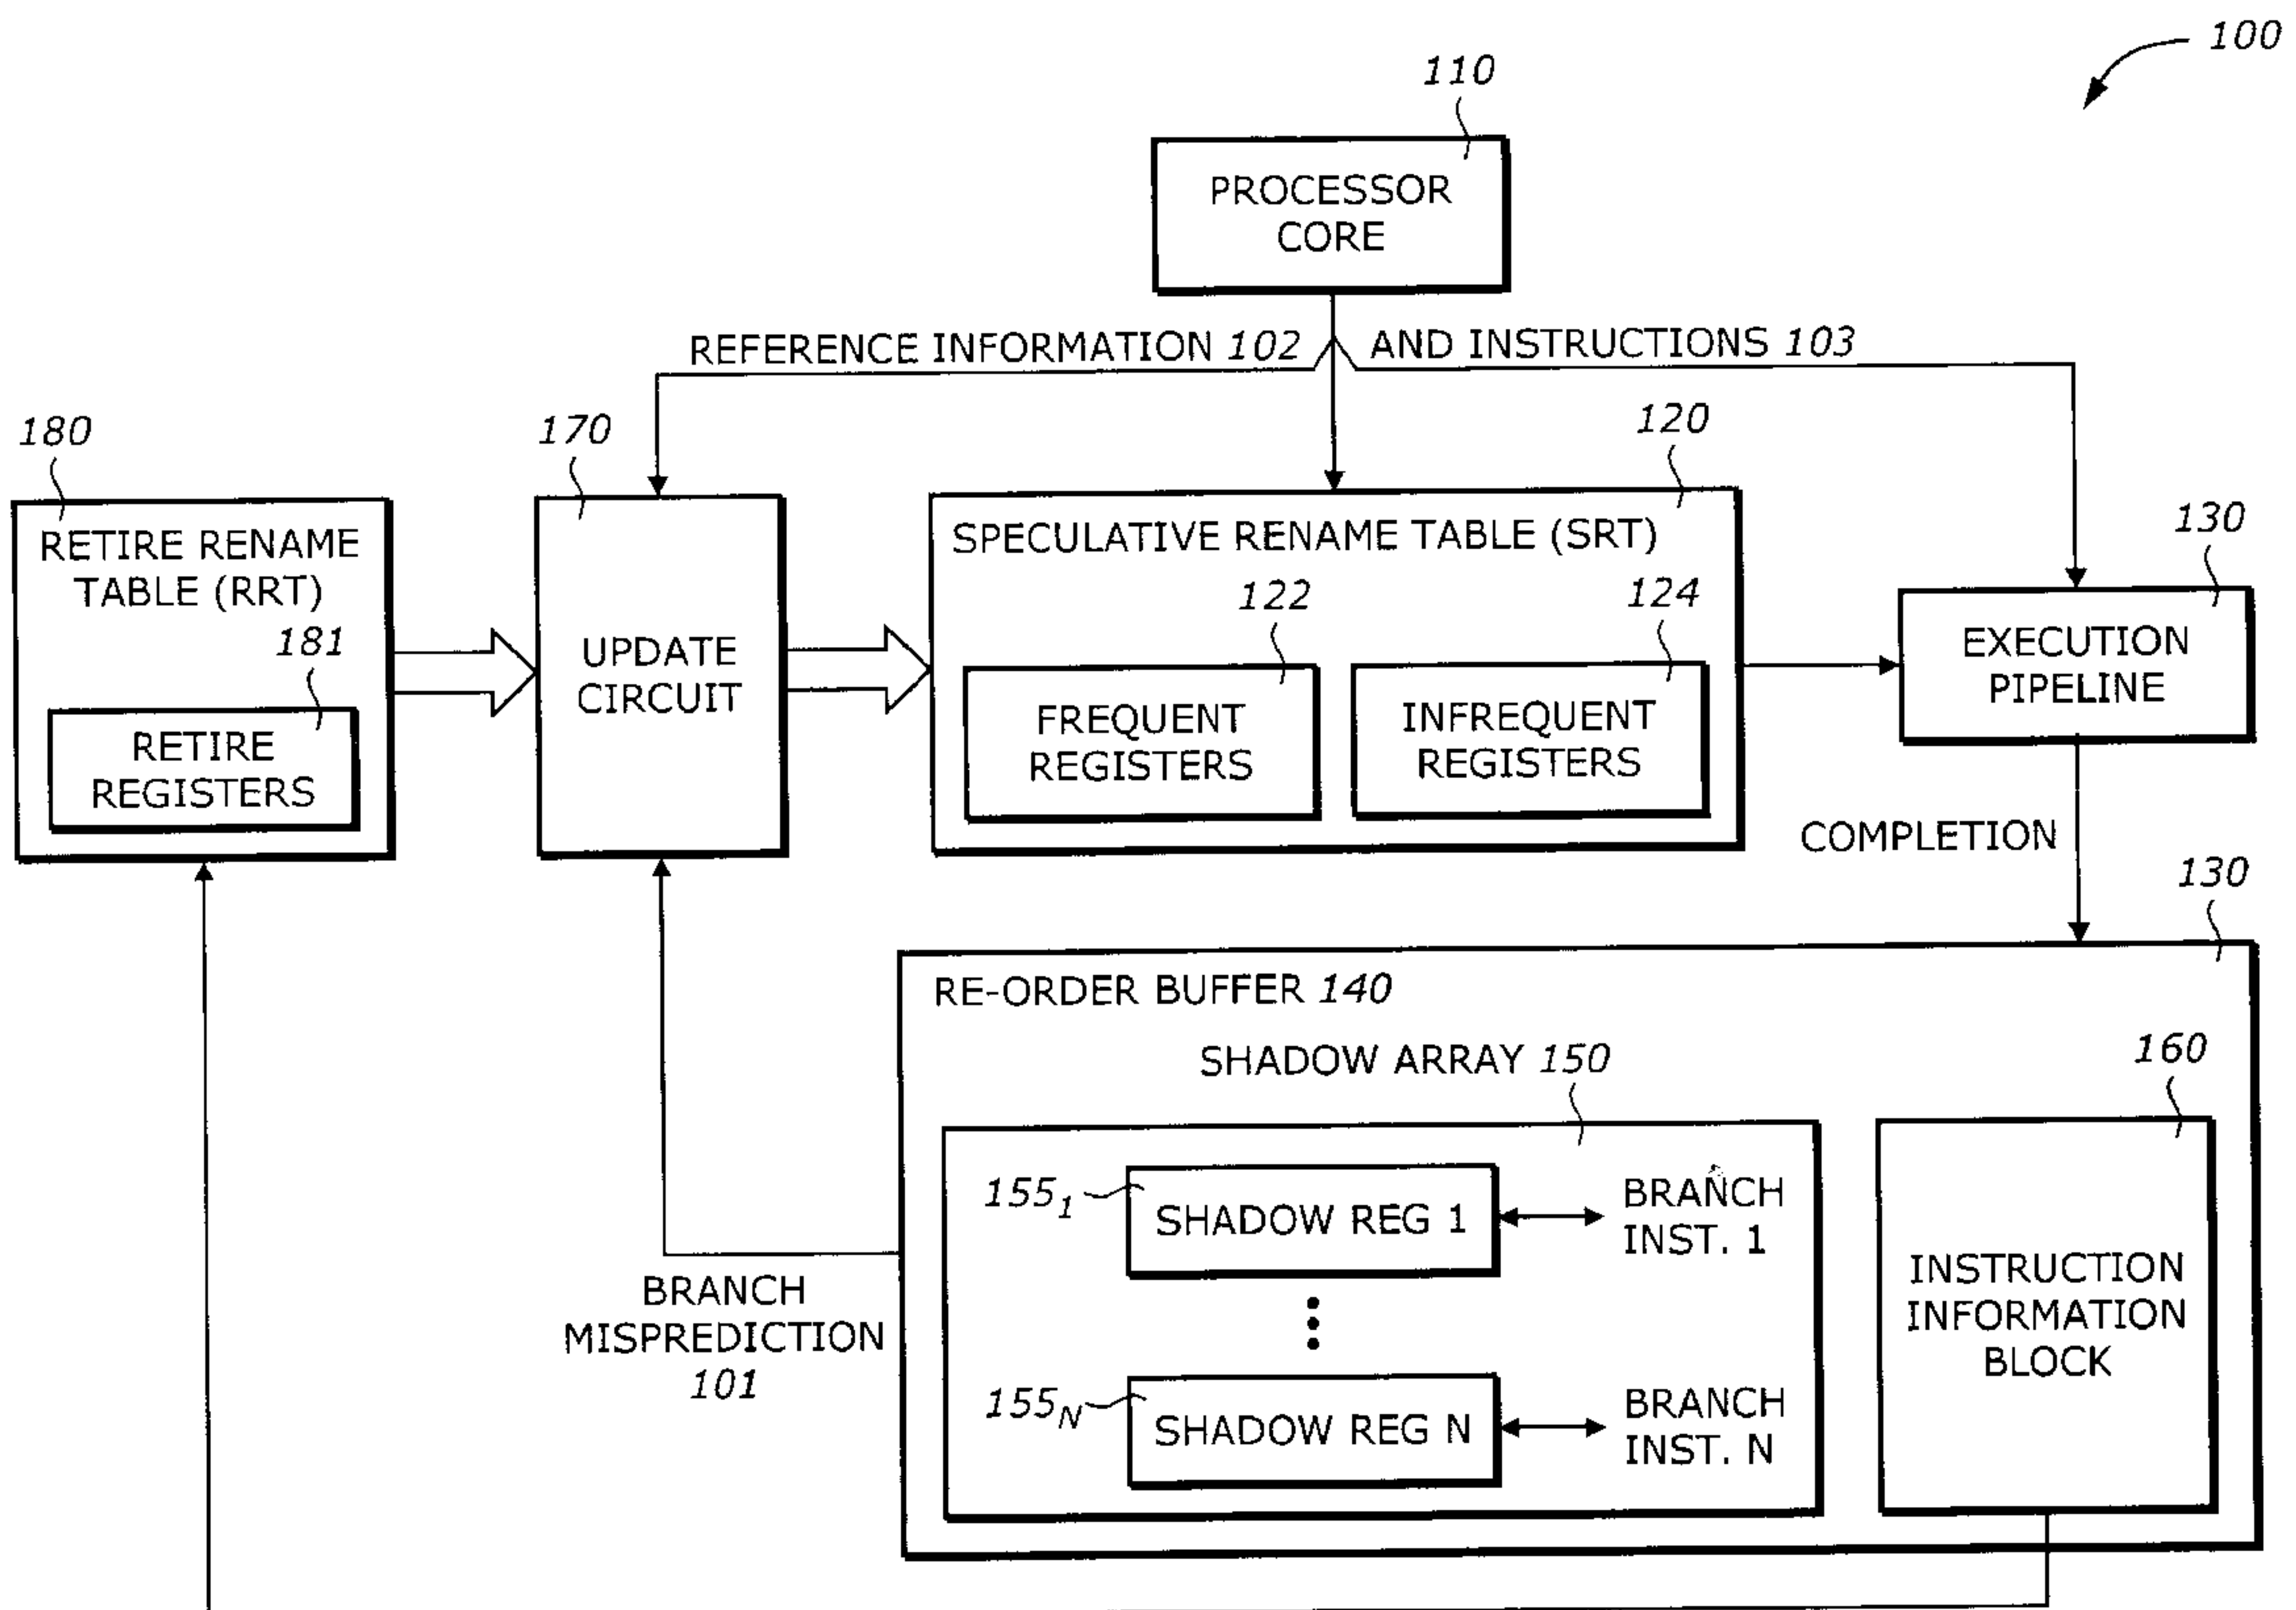 100
110
PROCESSOR
CORE
REFERENCE INFORMATION 102 AND INSTRUCTIONS 103
180
170
120
130
RETIRE RENAME
TABLE (RRT)
181
RETIRE
REGISTERS
UPDATE
CIRCUIT
SPECULATIVE RENAME TABLE (SRT)
122
124
FREQUENT
REGISTERS
INFREQUENT
REGISTERS
EXECUTION
PIPELINE
COMPLETION
130
RE-ORDER BUFFER 140
SHADOW ARRAY 150
160
155₁
SHADOW REG 1
BRANCH
INST. 1
155N
SHADOW REG N
BRANCH
INST. N
INSTRUCTION
INFORMATION
BLOCK
BRANCH
MISPREDICTION
101